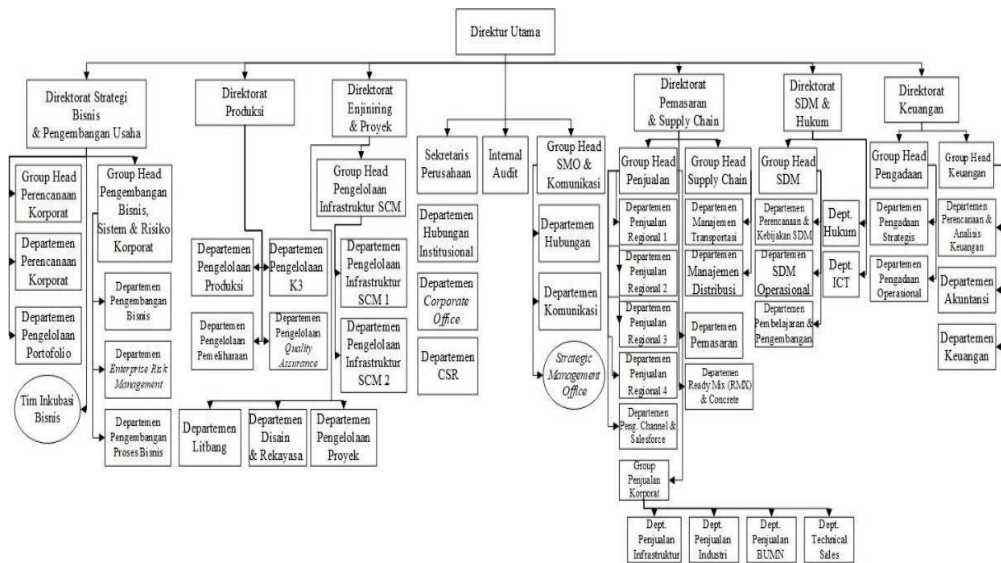 Direktur Utama
Direktorat Strategi
Bisnis
& Pengembangan Usaha
Direktorat
Produksi
Direktorat
Enjiniring
& Proyek
Direktorat
Pemasaran
& Supply Chain
Direktorat
SDM &
Hukum
Direktorat
Keuangan
Group Head
Perencanaan
Korporat
Departemen
Perencanaan
Korporat
Departemen
Pengelolaan
Portofolio
Tim Inkubasi
Bisnis
Group Head
Pengembangan
Bisnis,
Sistem & Risiko
Korporat
Departemen
Pengembangan
Bisnis
Departemen
Enterprise Risk
Management
Departemen
Pengembangan
Proses Bisnis
Departemen
Pengelolaan
Produksi
Departemen
Pengelolaan
K3
Departemen
Pengelolaan
Pemeliharaan
Departemen
Pengelolaan
Quality
Assurance
Group Head
Pengelolaan
Infrastruktur SCM
Departemen
Pengelolaan
Infrastruktur
SCM 1
Departemen
Pengelolaan
Infrastruktur
SCM 2
Departemen
Litbang
Departemen
Disain
& Rekayasa
Departemen
Pengelolaan
Proyek
Sekretaris
Perusahaan
Departemen
Hubungan
Institusional
Departemen
Corporate
Office
Departemen
CSR
Internal
Audit
Group Head
SMO &
Komunikasi
Departemen
Hubungan
Departemen
Komunikasi
Strategic
Management
Office
Group Head
Penjualan
Departemen
Penjualan
Regional 1
Departemen
Penjualan
Regional 2
Departemen
Penjualan
Regional 3
Departemen
Penjualan
Regional 4
Departemen
Peng. Channel &
Salesforce
Group
Penjualan
Korporat
Dept.
Penjualan
Infrastruktur
Dept.
Penjualan
Industri
Dept.
Penjualan
BUMN
Dept.
Technical
Sales
Group Head
Supply Chain
Departemen
Manajemen
Transportasi
Departemen
Manajemen
Distribusi
Departemen
Pemasaran
Departemen
Ready Mix (RMX)
& Concrete
Group Head
SDM
Departemen
Perencanaan &
Kebijakan SDM
Departemen
SDM
Operasional
Departemen
Pembelajaran &
Pengembangan
Dept.
Hukum
Dept.
ICT
Group Head
Pengadaan
Departemen
Pengadaan
Strategis
Departemen
Pengadaan
Operasional
Group Head
Keuangan
Departemen
Perencanaan &
Analisis
Keuangan
Departemen
Akuntansi
Departemen
Keuangan